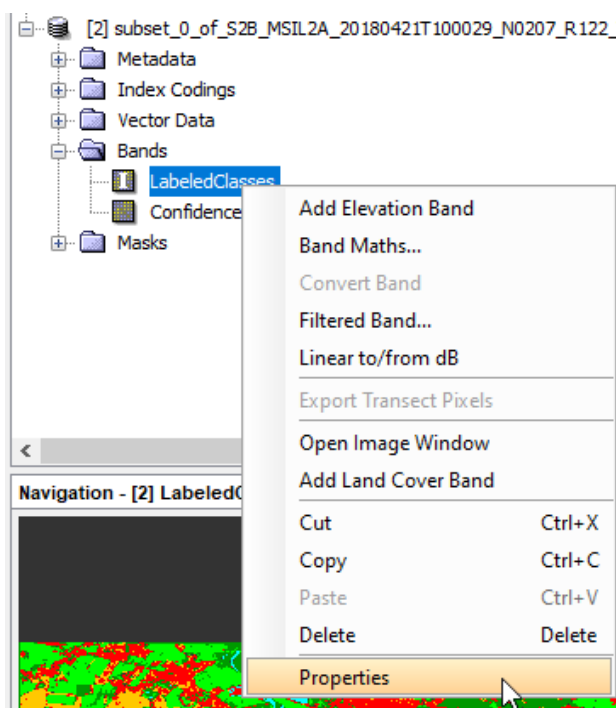 [2] subset_0_of_S2B_MSIL2A_20180421T100029_N0207_R122_
Metadata
Index Codings
Vector Data
Bands
LabeledClasses
Confidence
Masks
Add Elevation Band
Band Maths...
Convert Band
Filtered Band...
Linear to/from dB
Export Transect Pixels
Open Image Window
Add Land Cover Band
Cut Ctrl+X
Copy Ctrl+C
Paste Ctrl+V
Delete Delete
Properties
Navigation - [2] LabeledC